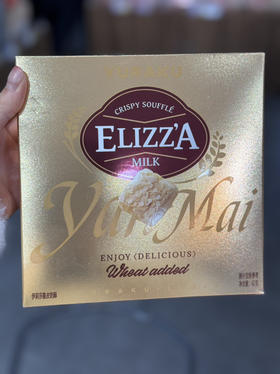 CRISPY SOUFFLÉ
ELIZZ'A
MILK
Yan Mai
ENJOY (DELICIOUS)
Wheat added